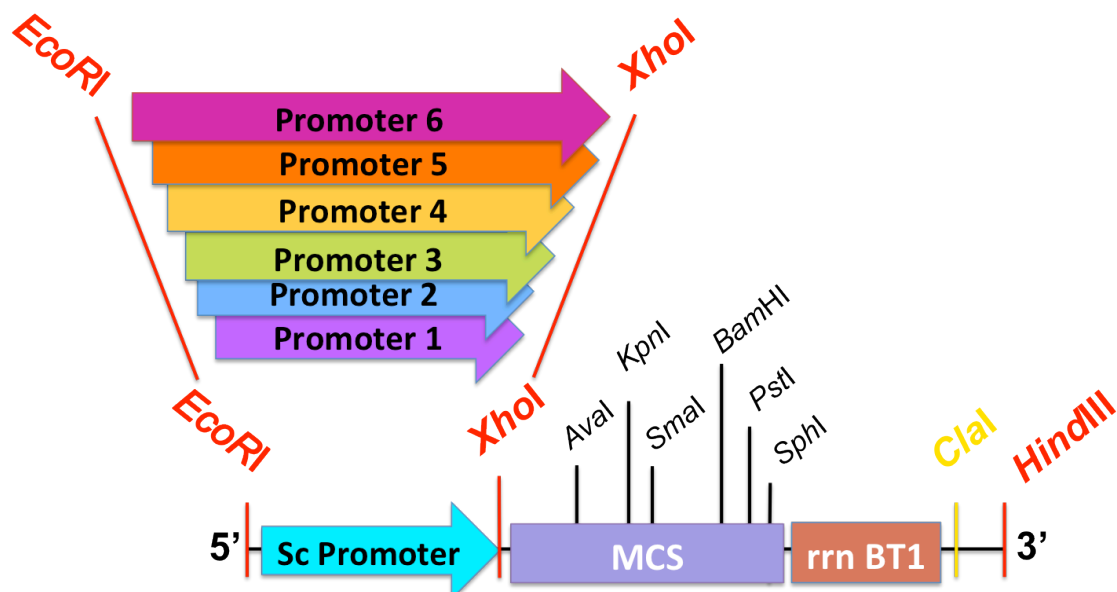 EcoRI
XhoI
Promoter 6
Promoter 5
Promoter 4
Promoter 3
Promoter 2
Promoter 1
EcoRI
XhoI
AvaI
KpnI
SmaI
BamHI
PstI
SphI
ClaI
HindIII
5’
Sc Promoter
MCS
rrn BT1
3’